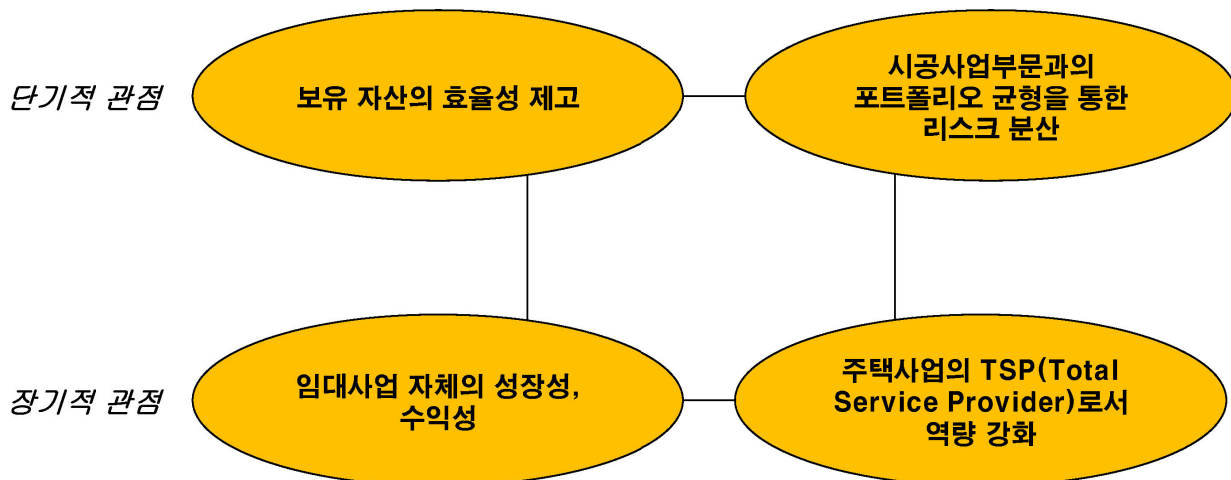 단기적 관점
보유 자산의 효율성 제고
시공사업부문과의
포트폴리오 균형을 통한
리스크 분산
장기적 관점
임대사업 자체의 성장성,
수익성
주택사업의 TSP(Total
Service Provider)로서
역량 강화